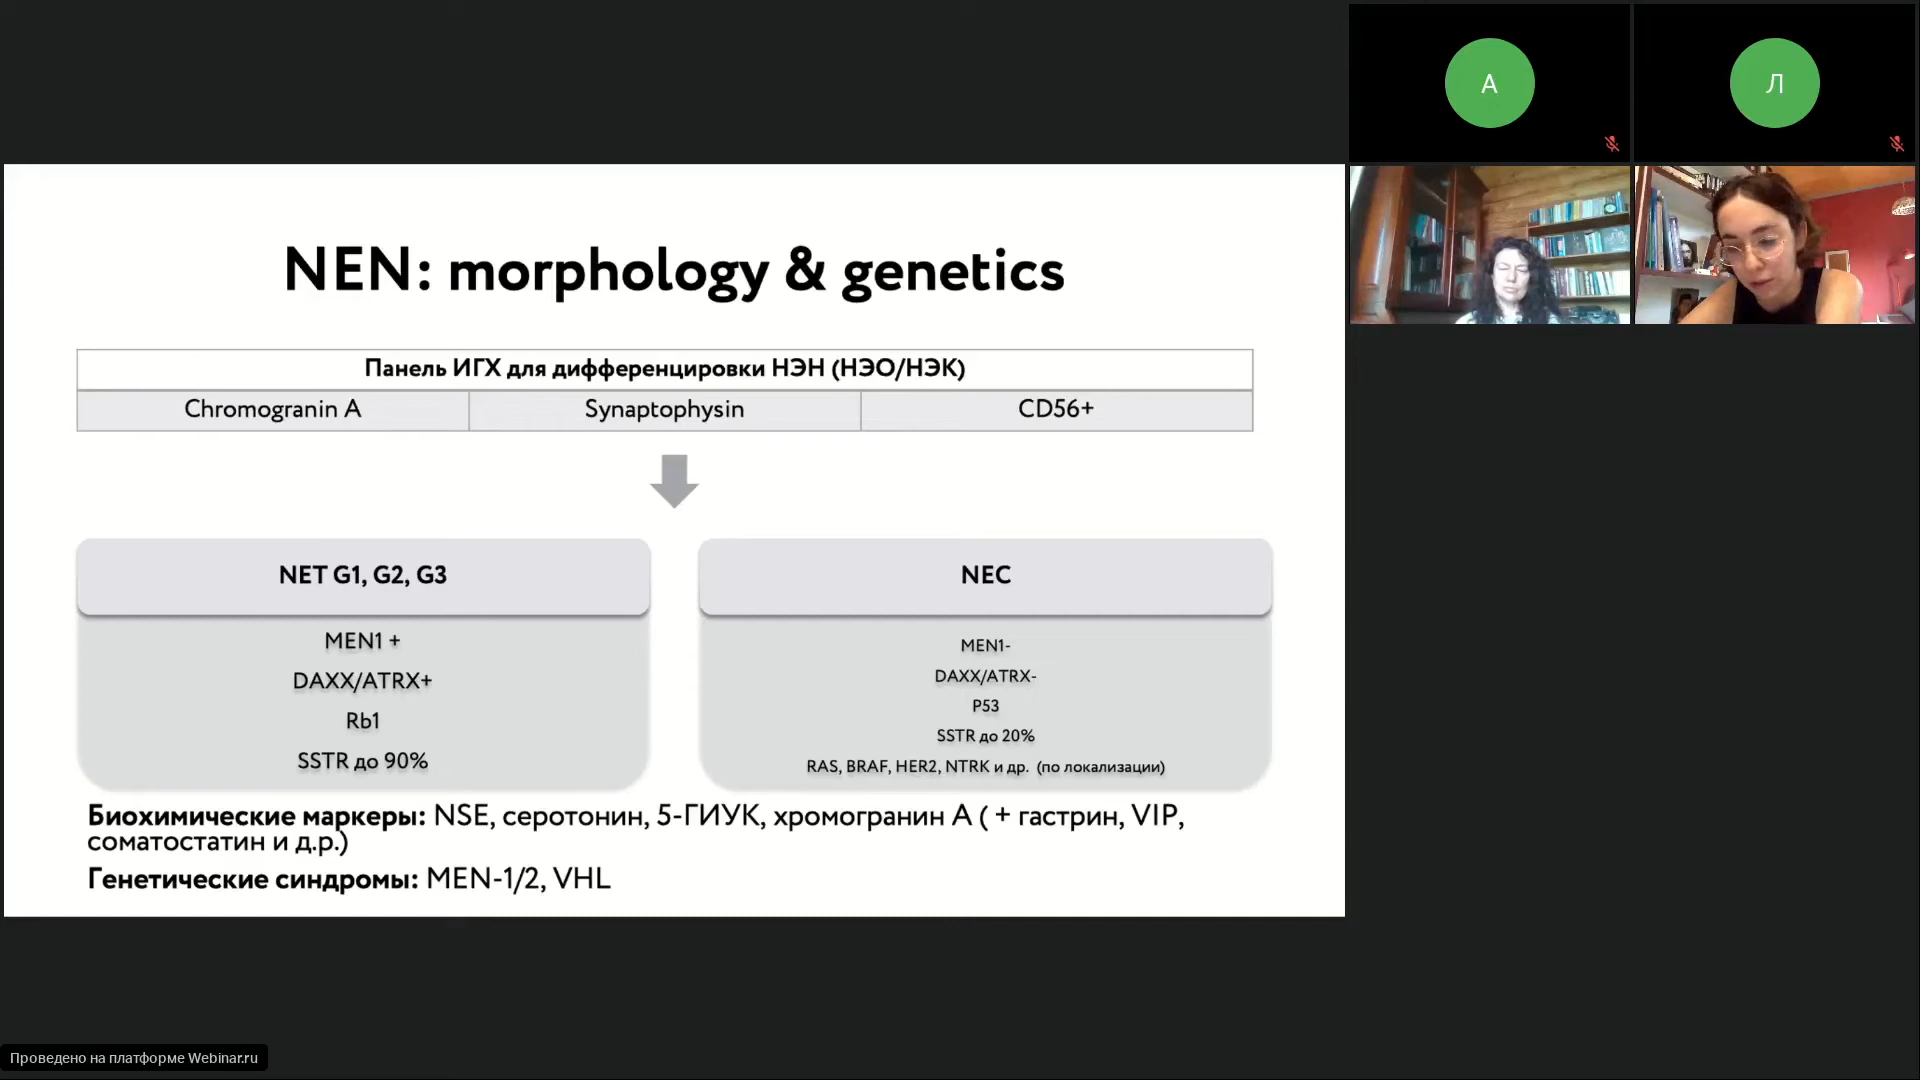 A
Л
NEN: morphology & genetics
Панель ИГХ для дифференцировки НЭН (НЭО/НЭК)
Chromogranin A
Synaptophysin
CD56+
NET G1, G2, G3
MEN1 +
DAXX/ATRX+
Rb1
SSTR до 90%
NEC
MEN1-
DAXX/ATRX-
P53
SSTR до 20%
RAS, BRAF, HER2, NTRK и др. (по локализации)
Биохимические маркеры: NSE, серотонин, 5-ГИУК, хромогранин А ( + гастрин, VIP,
соматостатин и д.р.)
Генетические синдромы: MEN-1/2, VHL
Проведено на платформе Webinar.ru